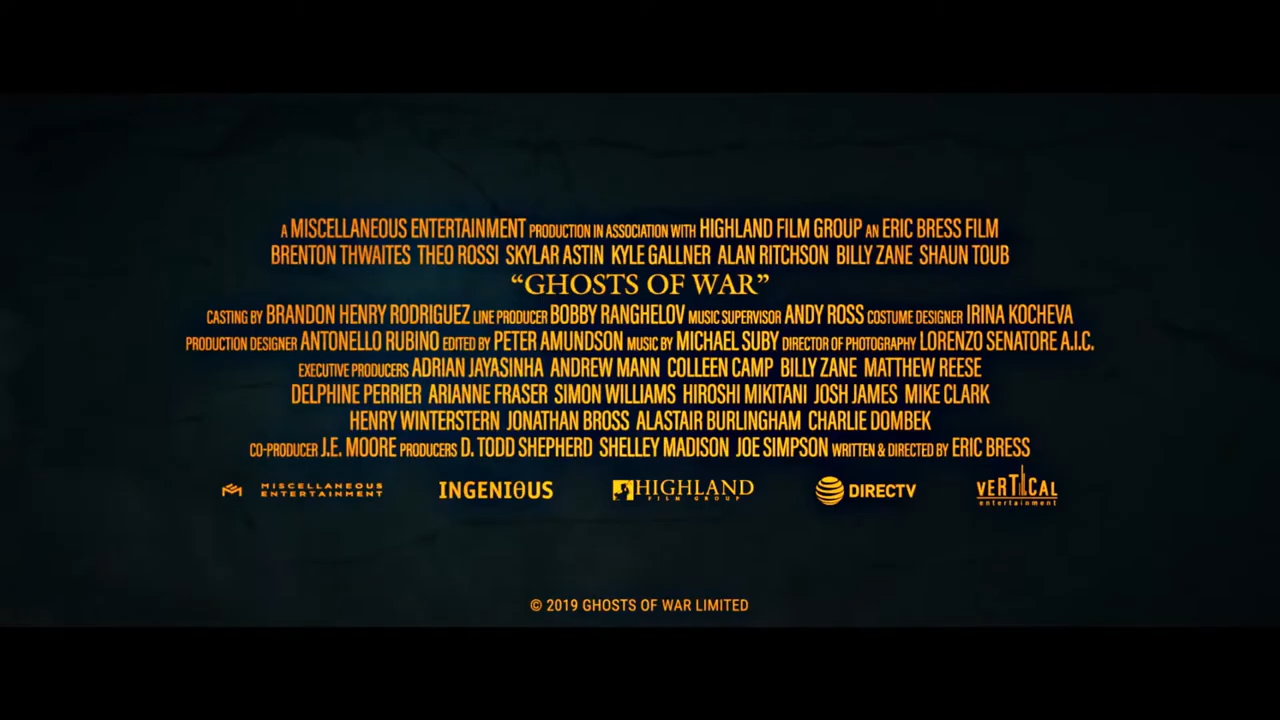 A MISCELLANEOUS ENTERTAINMENT PRODUCTION IN ASSOCIATION WITH HIGHLAND FILM GROUP AN ERIC BRESS FILM
BRENTON THWAITES THEO ROSSI SKYLAR ASTIN KYLE GALLNER ALAN RITCHSON BILLY ZANE SHAUN TOUB
“GHOSTS OF WAR”
CASTING BY BRANDON HENRY RODRIGUEZ LINE PRODUCER BOBBY RANGHELOV MUSIC SUPERVISOR ANDY ROSS COSTUME DESIGNER IRINA KOCHEVA
PRODUCTION DESIGNER ANTONELLO RUBINO EDITED BY PETER AMUNDSON MUSIC BY MICHAEL SUBY DIRECTOR OF PHOTOGRAPHY LORENZO SENATORE A.I.C.
EXECUTIVE PRODUCERS ADRIAN JAYASINHA ANDREW MANN COLLEEN CAMP BILLY ZANE MATTHEW REESE
DELPHINE PERRIER ARIANNE FRASER SIMON WILLIAMS HIROSHI MIKITANI JOSH JAMES MIKE CLARK
HENRY WINTERSTERN JONATHAN BROSS ALASTAIR BURLINGHAM CHARLIE DOMBEK
CO-PRODUCER J.E. MOORE PRODUCERS D. TODD SHEPHERD SHELLEY MADISON JOE SIMPSON WRITTEN & DIRECTED BY ERIC BRESS
MISCELLANEOUS ENTERTAINMENT INGENIOUS HIGHLAND FILM GROUP DIRECTV VERTICAL entertainment
© 2019 GHOSTS OF WAR LIMITED